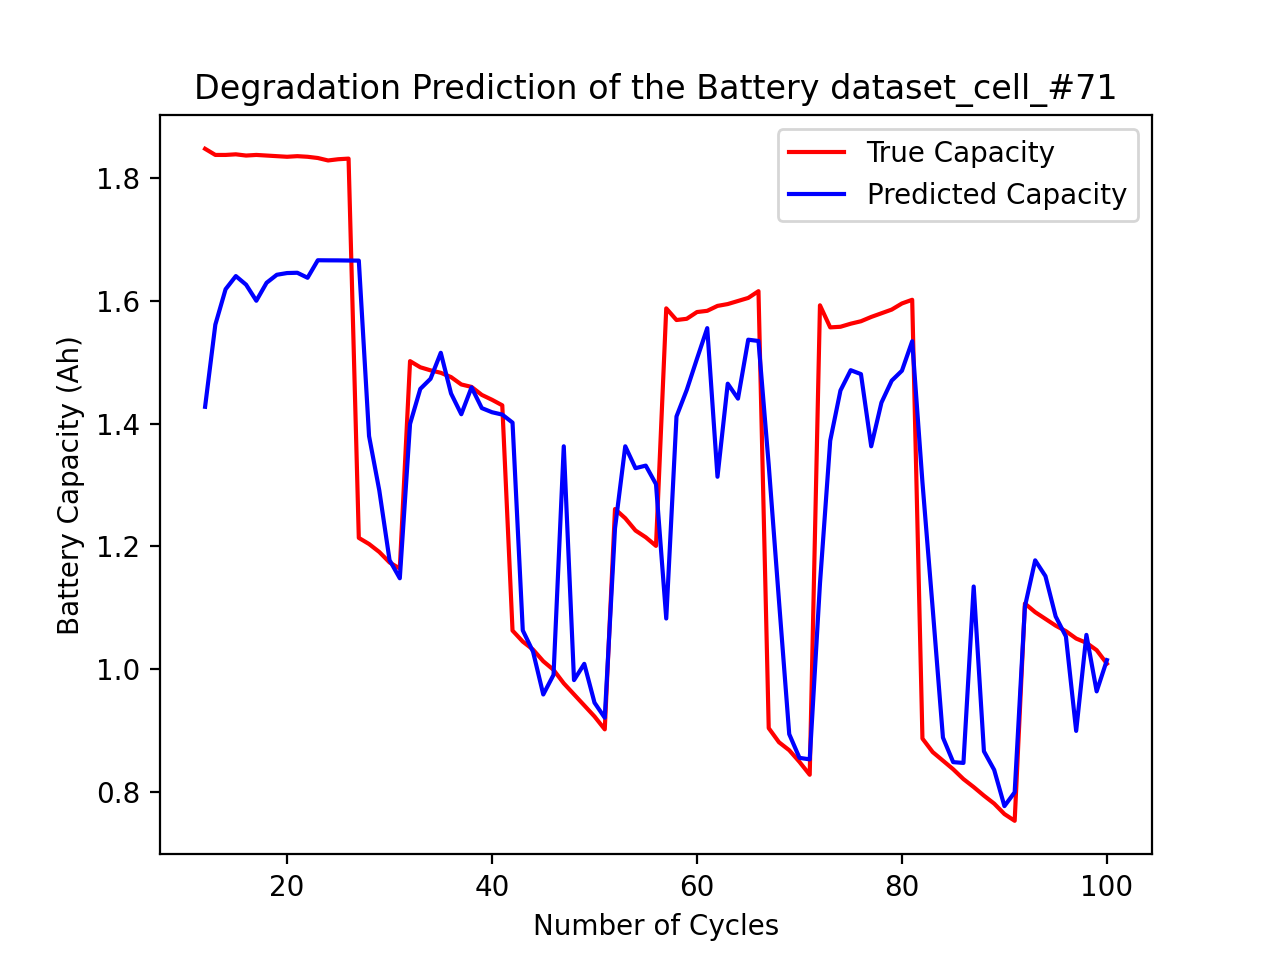 Degradation Prediction of the Battery dataset_cell_#71
True Capacity
Predicted Capacity
Battery Capacity (Ah)
1.8
1.6
1.4
1.2
1.0
0.8
20 40 60 80 100
Number of Cycles